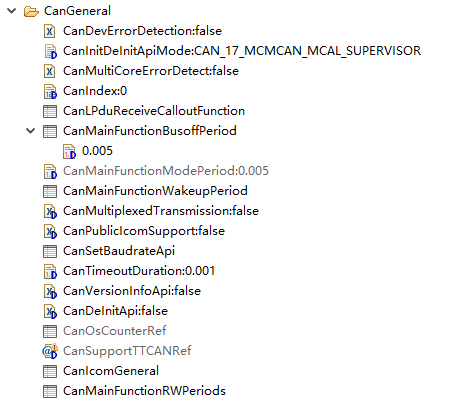 CanGeneral
CanDevErrorDetection:false
CanInitDeInitApiMode:CAN_17_MCMCAN_MCAL_SUPERVISOR
CanMultiCoreErrorDetect:false
CanIndex:0
CanLPduReceiveCalloutFunction
CanMainFunctionBusoffPeriod
0.005
CanMainFunctionModePeriod:0.005
CanMainFunctionWakeupPeriod
CanMultiplexedTransmission:false
CanPublicIcomSupport:false
CanSetBaudrateApi
CanTimeoutDuration:0.001
CanVersionInfoApi:false
CanDeInitApi:false
CanOsCounterRef
CanSupportTTCANRef
CanIcomGeneral
CanMainFunctionRWPeriods